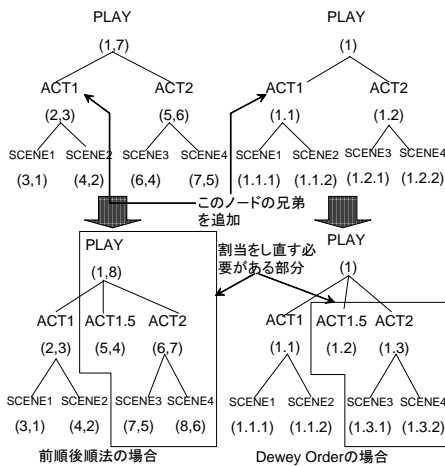 PLAY PLAY
(1,7) (1)
ACT1 ACT2 ACT1 ACT2
(2,3) (5,6) (1.1) (1.2)
SCENE1 SCENE2 SCENE3 SCENE4 SCENE1 SCENE2 SCENE3 SCENE4
(3,1) (4,2) (6,4) (7,5) (1.1.1) (1.1.2) (1.2.1) (1.2.2)
このノードの兄弟
を追加
PLAY 割当をし直す必 PLAY
(1,8) 要がある部分 (1)
ACT1 ACT1.5 ACT2 ACT1 ACT1.5 ACT2
(2,3) (5,4) (6,7) (1.1) (1.2) (1.3)
SCENE1 SCENE2 SCENE3 SCENE4 SCENE1 SCENE2 SCENE3 SCENE4
(3,1) (4,2) (7,5) (8,6) (1.1.1) (1.1.2) (1.3.1) (1.3.2)
前順後順法の場合 Dewey Orderの場合